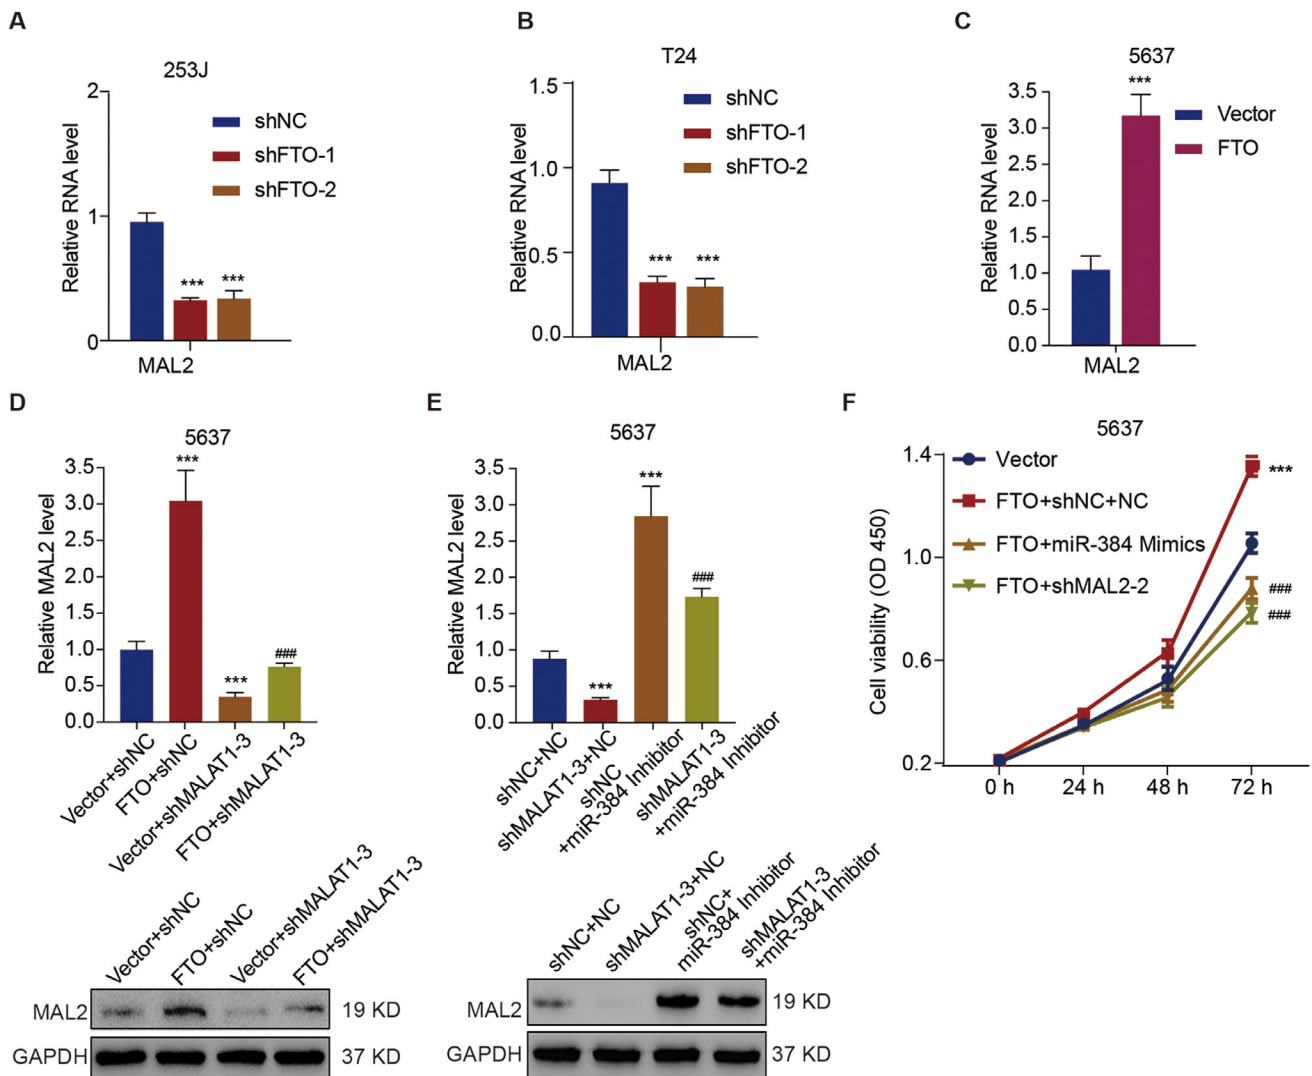 A
253J
Relative RNA level
2
1
0
shNC
shFTO-1
shFTO-2
***
***
MAL2
B
T24
Relative RNA level
1.5
1.0
0.5
0.0
shNC
shFTO-1
shFTO-2
***
***
MAL2
C
5637
Relative RNA level
3.5
3.0
2.5
2.0
1.5
1.0
0.5
0.0
***
Vector
FTO
MAL2
D
5637
Relative MAL2 level
3.5
3.0
2.5
2.0
1.5
1.0
0.5
0.0
***
***
###
Vector+shNC
FTO+shNC
Vector+shMALAT1-3
FTO+shMALAT1-3
Vector+shNC
FTO+shNC
Vector+shMALAT1-3
FTO+shMALAT1-3
MAL2
19 KD
GAPDH
37 KD
E
5637
Relative MAL2 level
3.5
3.0
2.5
2.0
1.5
1.0
0.5
0.0
***
***
###
shNC+NC
shMALAT1-3+NC
shNC
+miR-384 Inhibitor
shMALAT1-3
+miR-384 Inhibitor
shNC+NC
shMALAT1-3+NC
shNC+
miR-384 Inhibitor
shMALAT1-3
+miR-384 Inhibitor
MAL2
19 KD
GAPDH
37 KD
F
5637
Cell viability (OD 450)
1.4
1.0
0.6
0.2
Vector
FTO+shNC+NC
FTO+miR-384 Mimics
FTO+shMAL2-2
***
###
###
0 h
24 h
48 h
72 h